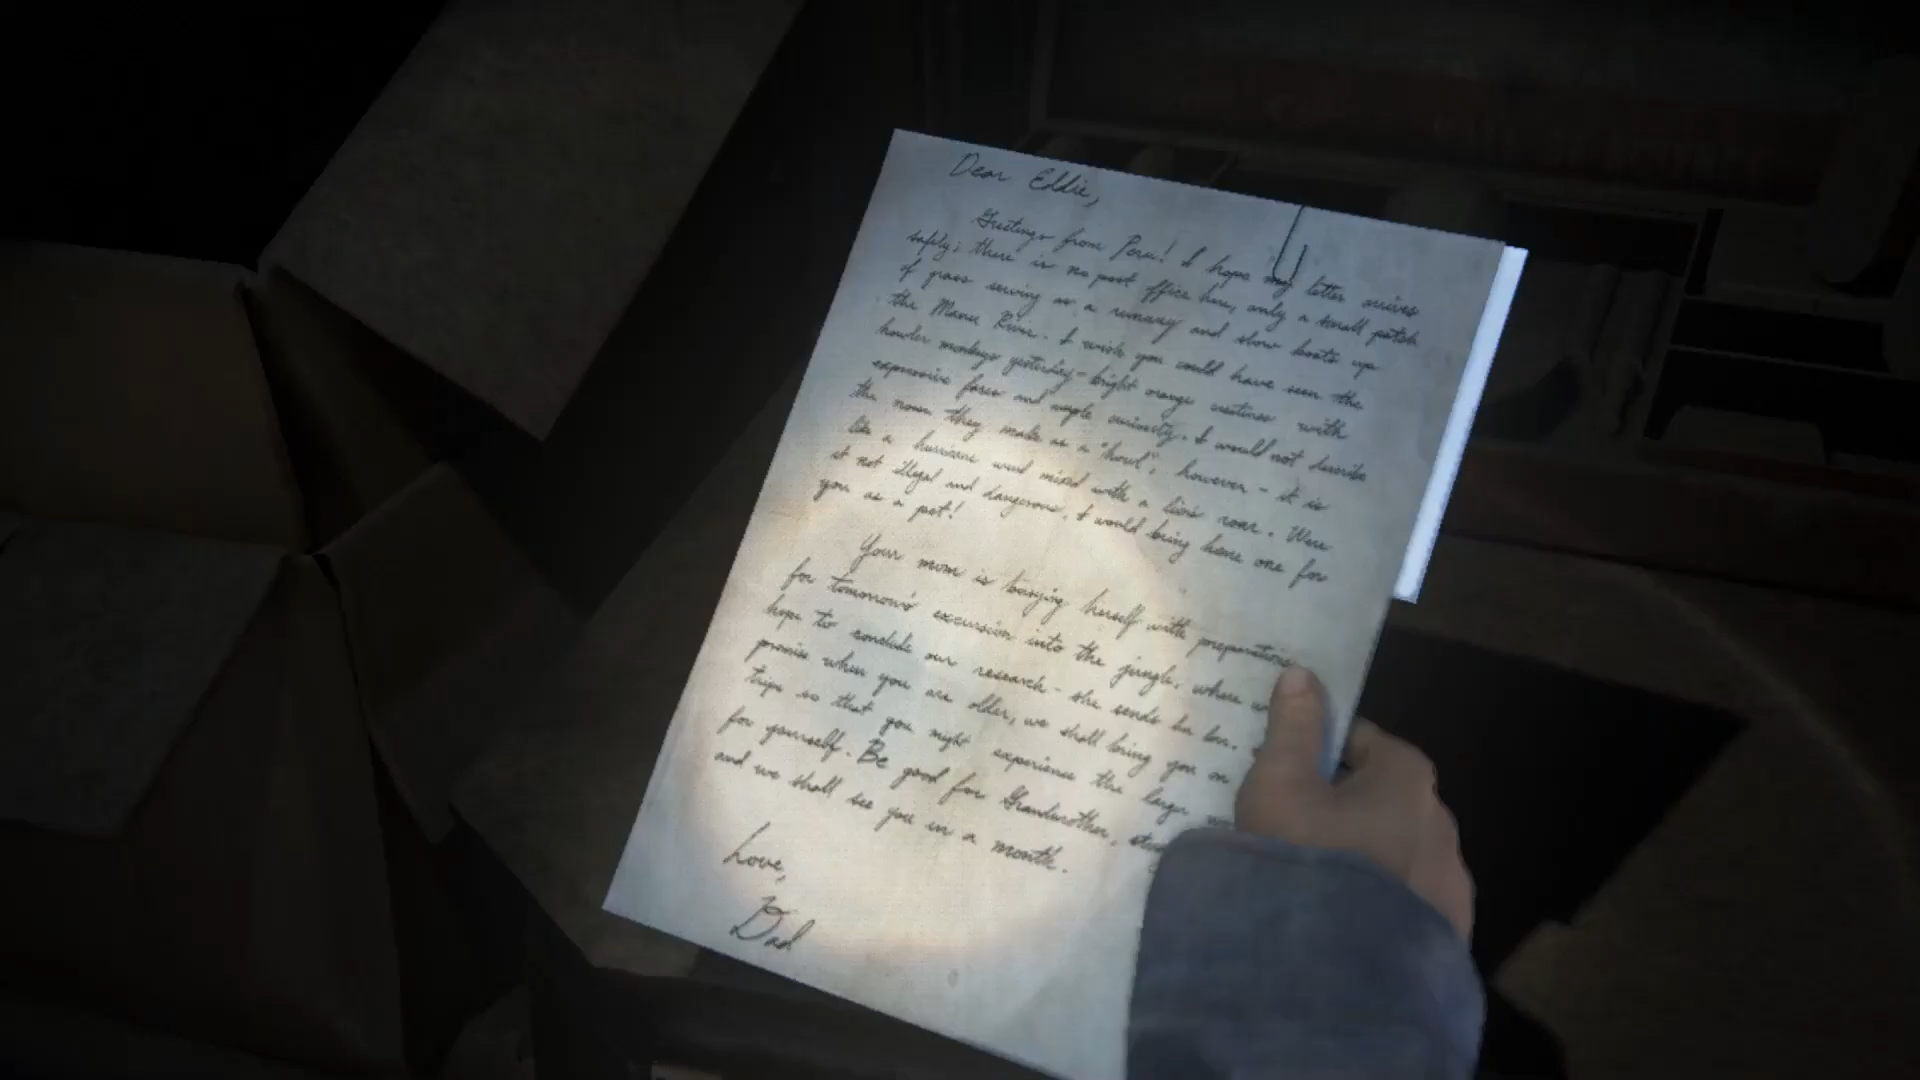 Dear Eddie,
Greetings from Peru! I hope my letter arrives
safely; there is no post office here, only a small patch
of grass serving as a runway and slow boats up
the Manu River. I wish you could have seen the
howler monkeys yesterday - bright orange creatures with
expressive faces and ample curiosity. I would not describe
the noise they make as a "howl", however - it is
like a hurricane wind mixed with a lion's roar. Were
it not illegal and dangerous, I would bring home one for
you as a pet!
Your mom is busying herself with preparations
for tomorrow's excursion into the jungle, where
hope to conclude our research - she sends her love.
promise when you are older, we shall bring you on
trips so that you might experience the larger
for yourself. Be good for Grandmother,
and we shall see you in a month.
Love,
Dad